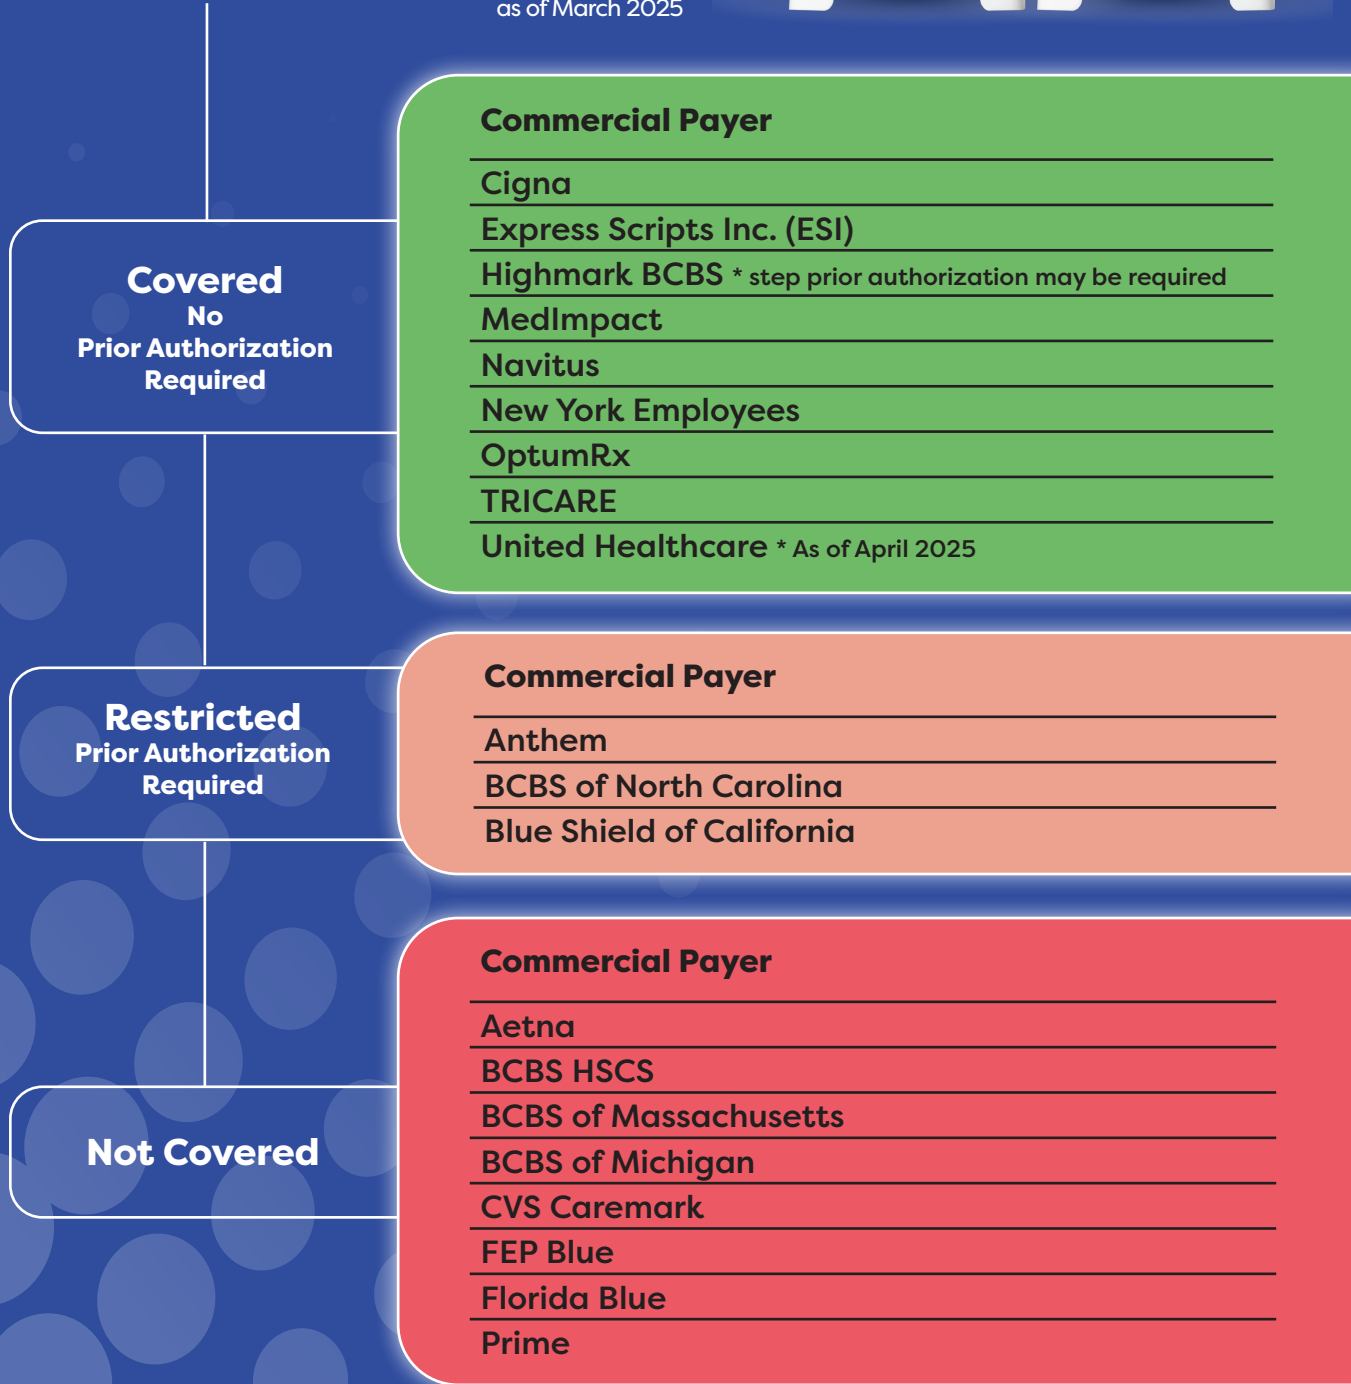 as of March 2025
Commercial Payer
Cigna
Express Scripts Inc. (ESI)
Highmark BCBS * step prior authorization may be required
MedImpact
Navitus
New York Employees
OptumRx
TRICARE
United Healthcare * As of April 2025
Covered
No
Prior Authorization
Required
Commercial Payer
Anthem
BCBS of North Carolina
Blue Shield of California
Restricted
Prior Authorization
Required
Commercial Payer
Aetna
BCBS HSCS
BCBS of Massachusetts
BCBS of Michigan
CVS Caremark
FEP Blue
Florida Blue
Prime
Not Covered